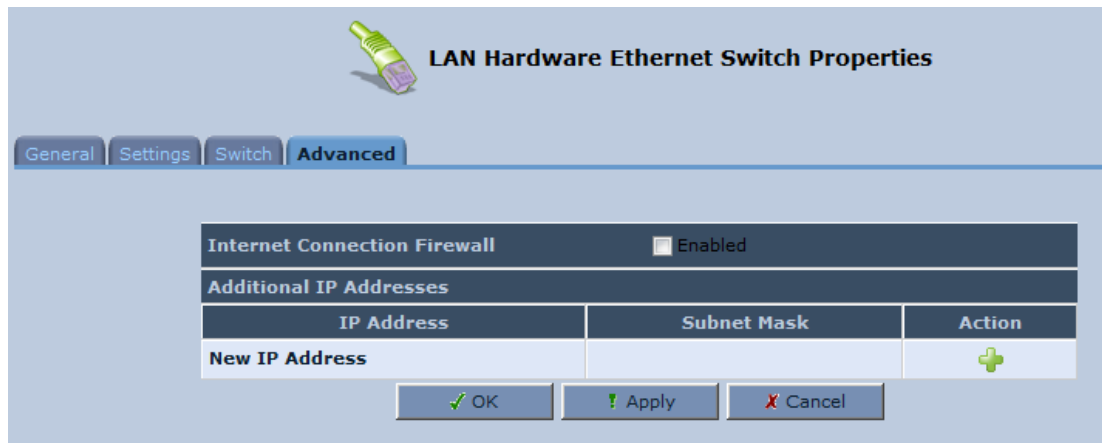 LAN Hardware Ethernet Switch Properties
General Settings Switch Advanced
Internet Connection Firewall Enabled
Additional IP Addresses
IP Address Subnet Mask Action
New IP Address
OK Apply Cancel